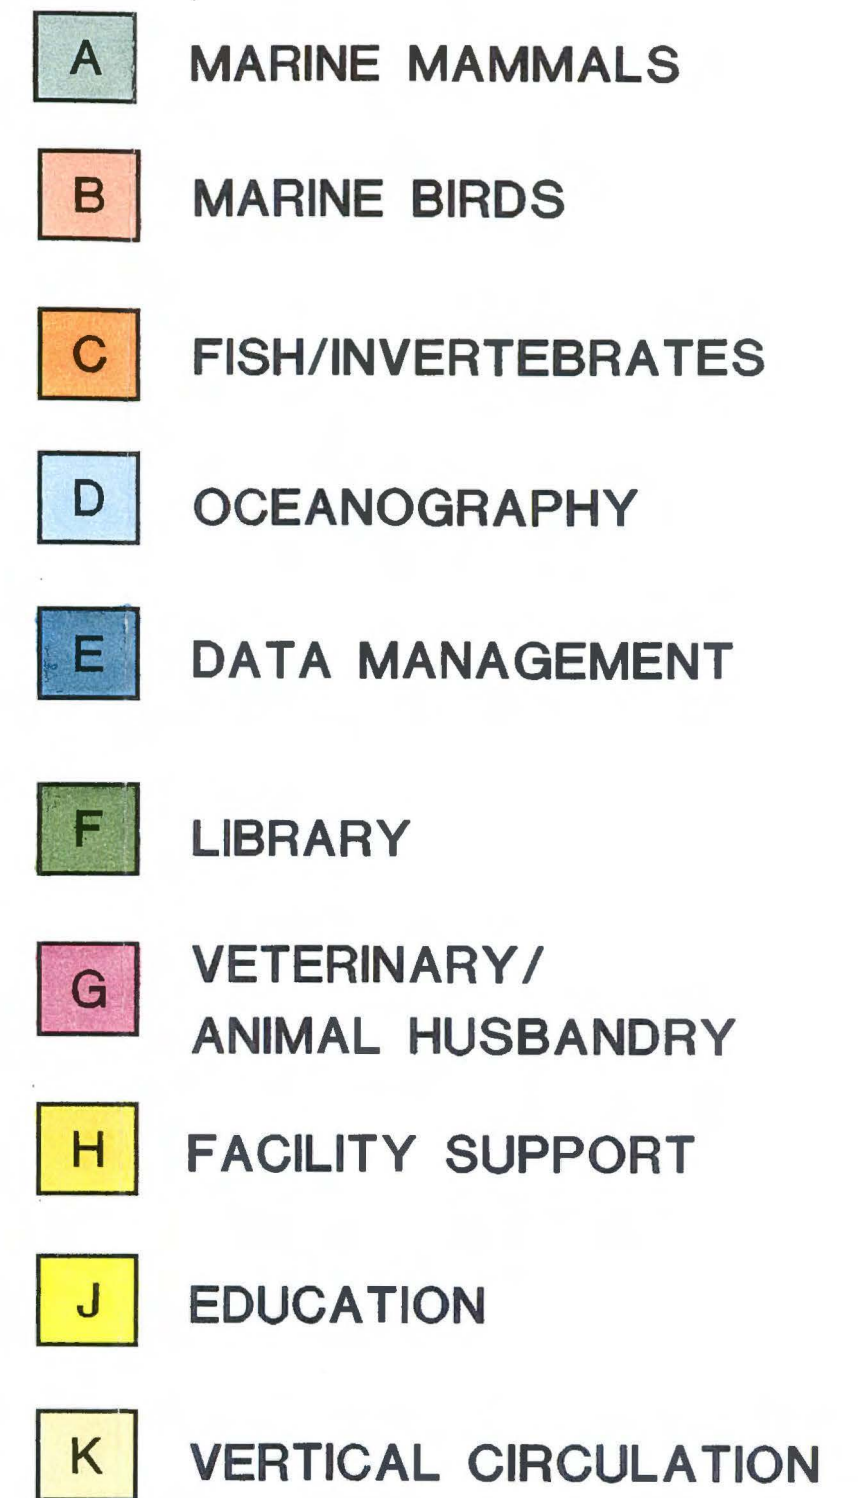 A MARINE MAMMALS
B MARINE BIRDS
C FISH/INVERTEBRATES
D OCEANOGRAPHY
E DATA MANAGEMENT
F LIBRARY
G VETERINARY/
ANIMAL HUSBANDRY
H FACILITY SUPPORT
J EDUCATION
K VERTICAL CIRCULATION